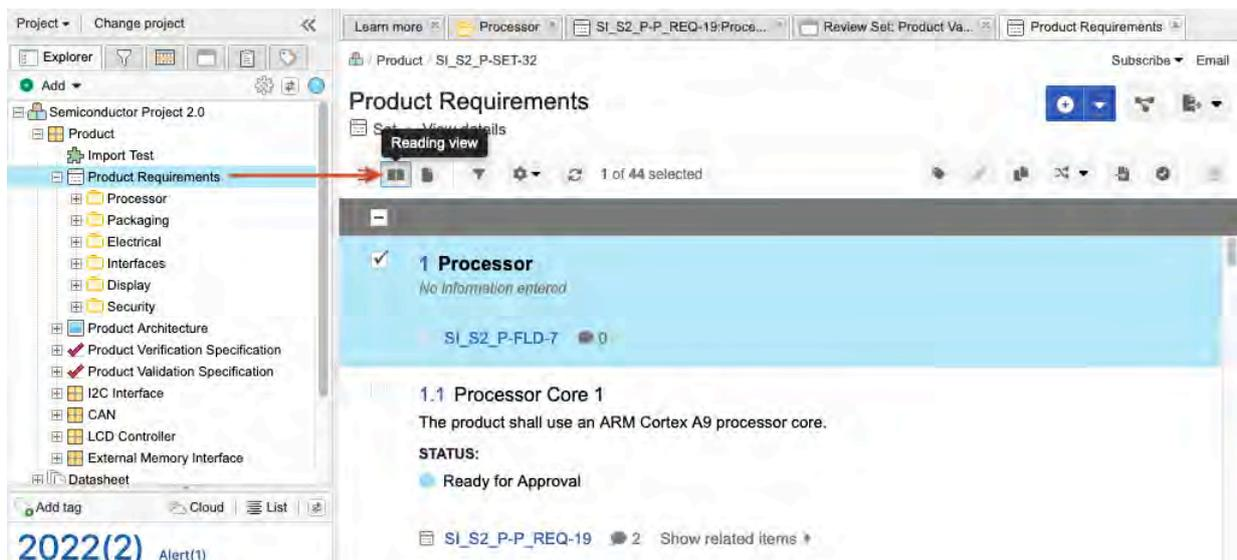 Project Change project
Explorer
Add
Semiconductor Project 2.0
Product
Import Test
Product Requirements
Processor
Packaging
Electrical
Interfaces
Display
Security
Product Architecture
Product Verification Specification
Product Validation Specification
I2C Interface
CAN
LCD Controller
External Memory Interface
Datasheet
Add tag Cloud List
2022(2) Alert(1)
Learn more Processor SI_S2_P-P_REQ-19:Proce... Review Set: Product Va... Product Requirements
Product SI_S2_P-SET-32 Subscribe Email
Product Requirements
Set View details
Reading view
1 of 44 selected
1 Processor
No information entered
SI_S2_P-FLD-7 0
1.1 Processor Core 1
The product shall use an ARM Cortex A9 processor core.
STATUS:
Ready for Approval
SI_S2_P-P_REQ-19 2 Show related items